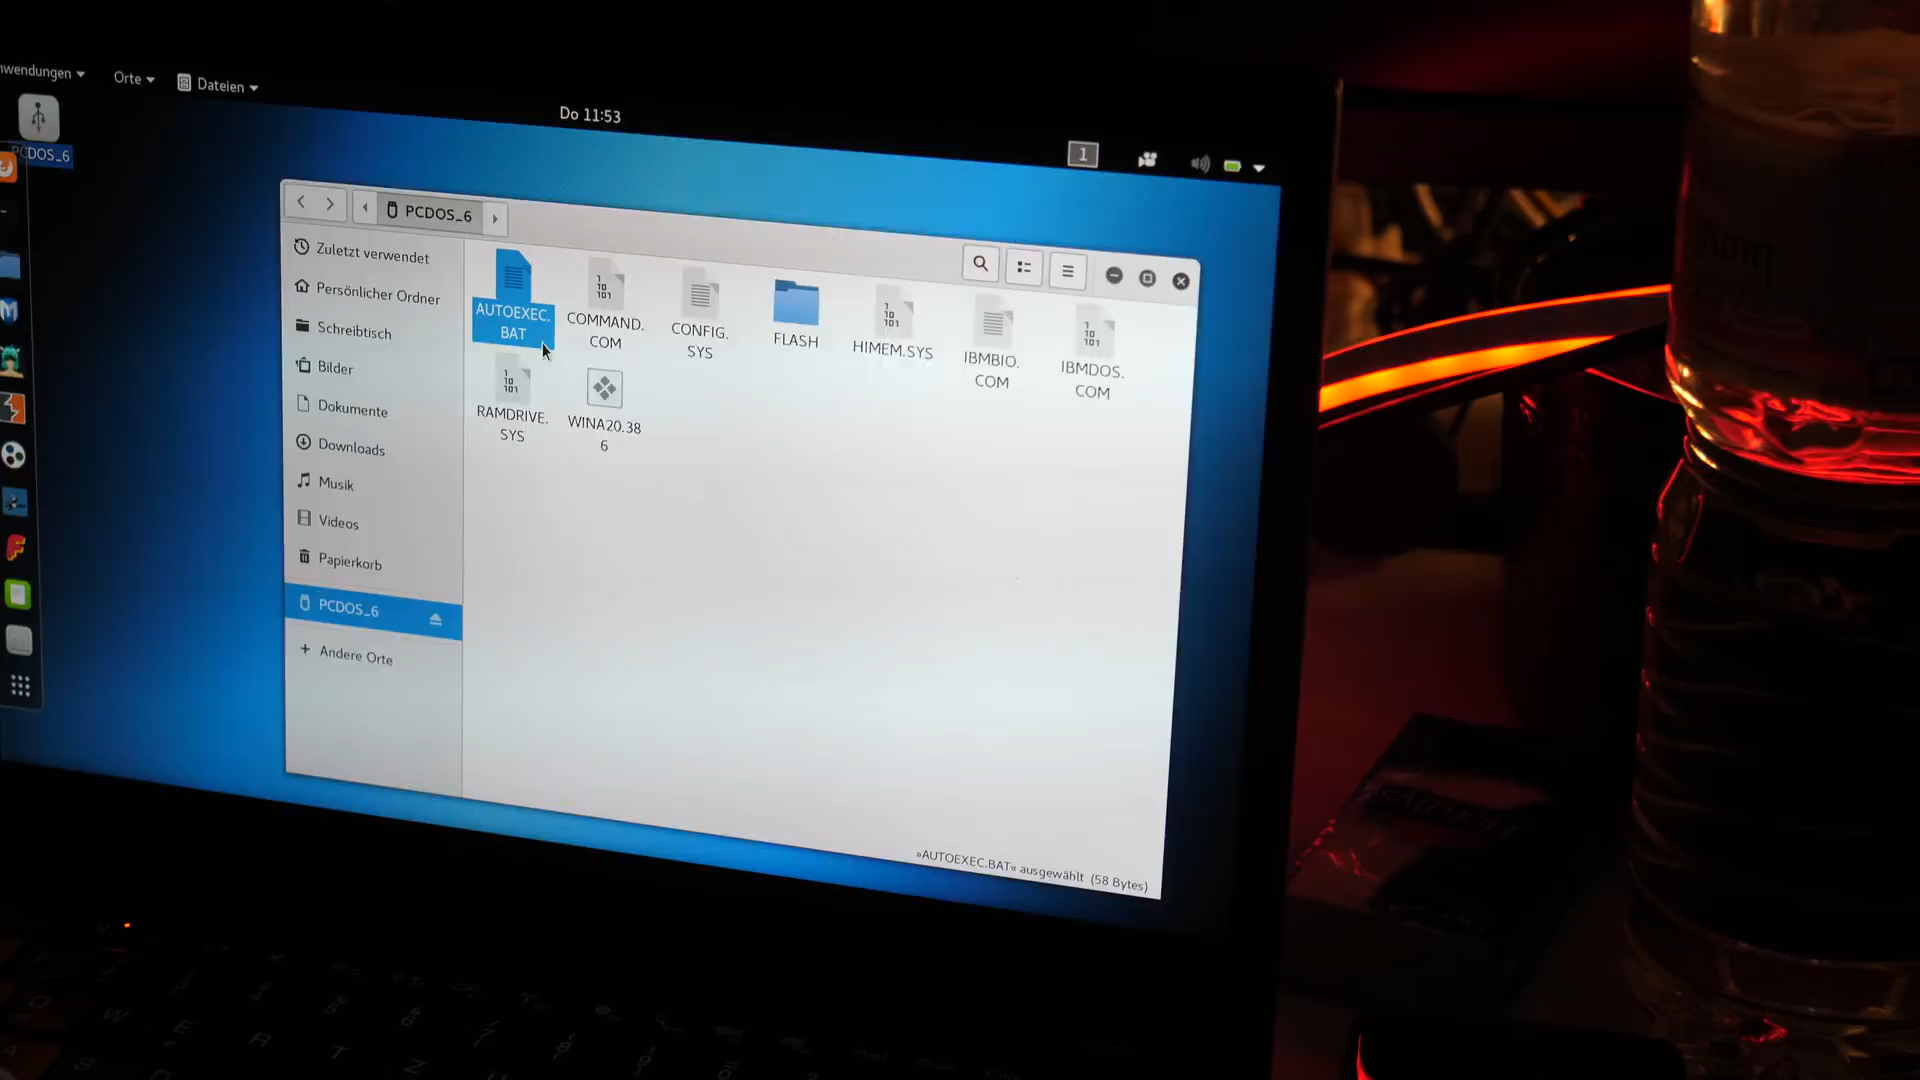 nwendungen
Orte
Dateien
Do 11:53
1
PCDOS_6
PCDOS_6
Zuletzt verwendet
Persönlicher Ordner
Schreibtisch
Bilder
Dokumente
Downloads
Musik
Videos
Papierkorb
PCDOS_6
+ Andere Orte
AUTOEXEC.
BAT
COMMAND.
COM
CONFIG.
SYS
FLASH
HIMEM.SYS
IBMBIO.
COM
IBMDOS.
COM
RAMDRIVE.
SYS
WINA20.38
6
»AUTOEXEC.BAT« ausgewählt (58 Bytes)